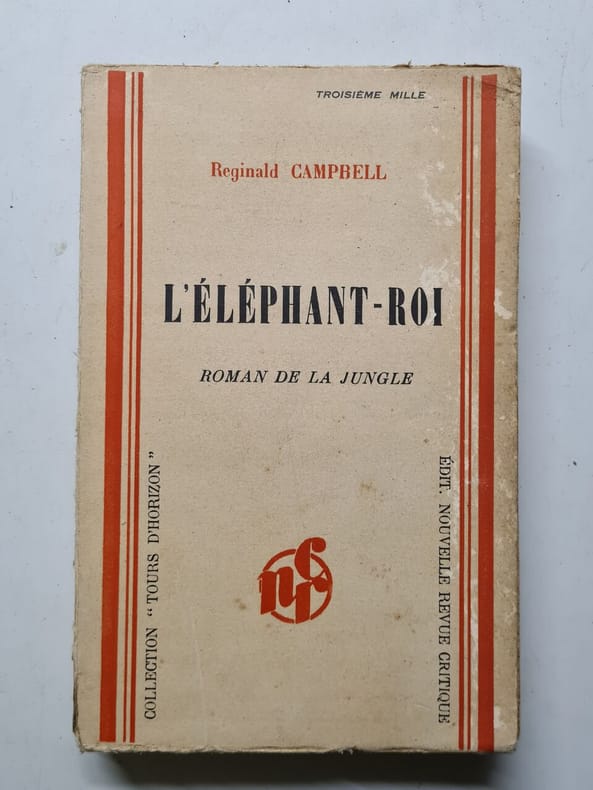 TROISIÈME MILLE
Reginald CAMPBELL
L'ÉLÉPHANT-ROI
ROMAN DE LA JUNGLE
COLLECTION "TOURS D'HORIZON"
ÉDIT. NOUVELLE REVUE CRITIQUE
nrc